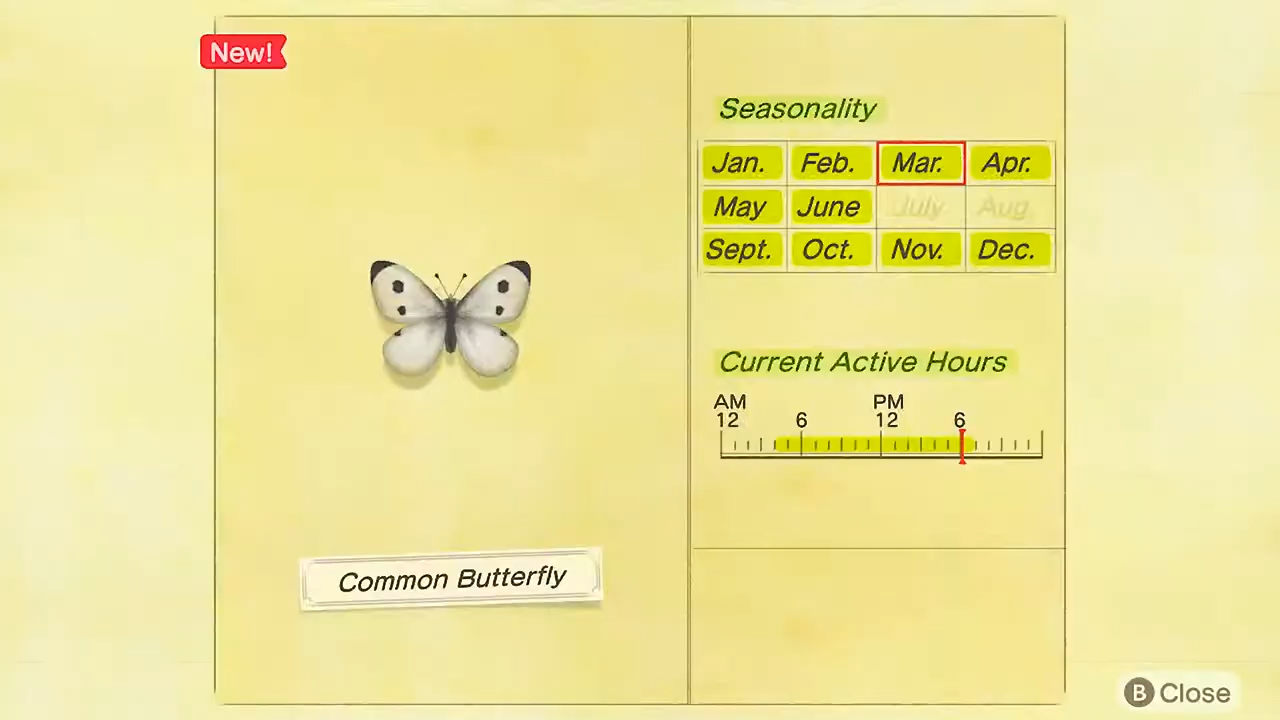 New!
Seasonality
Jan. Feb. Mar. Apr.
May June July Aug.
Sept. Oct. Nov. Dec.
Current Active Hours
AM PM
12 6 12 6
Common Butterfly
B Close